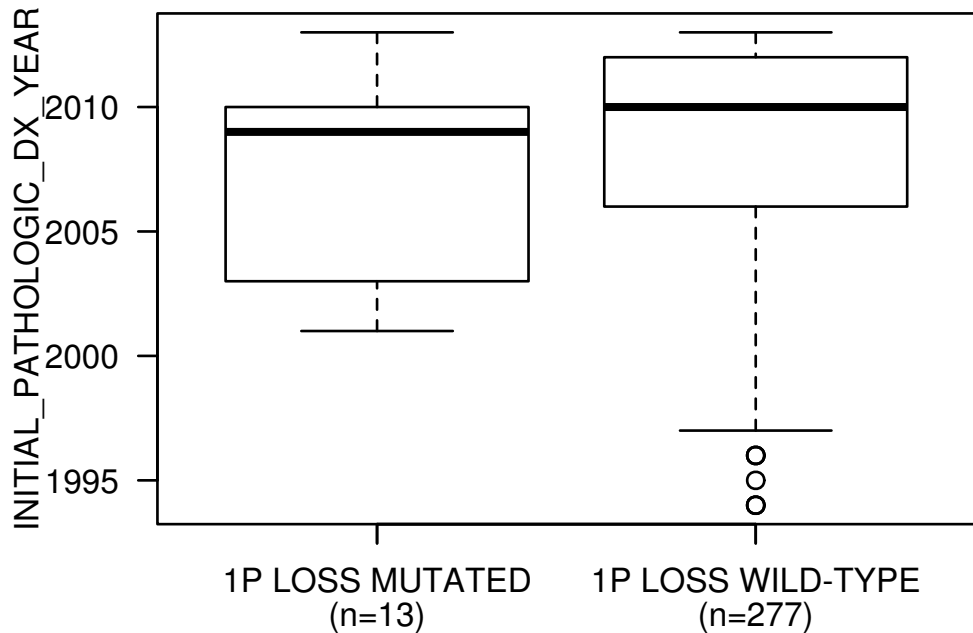 INITIAL_PATHOLOGIC_DX_YEAR
2010
2005
2000
1995
1P LOSS MUTATED
(n=13)
1P LOSS WILD-TYPE
(n=277)